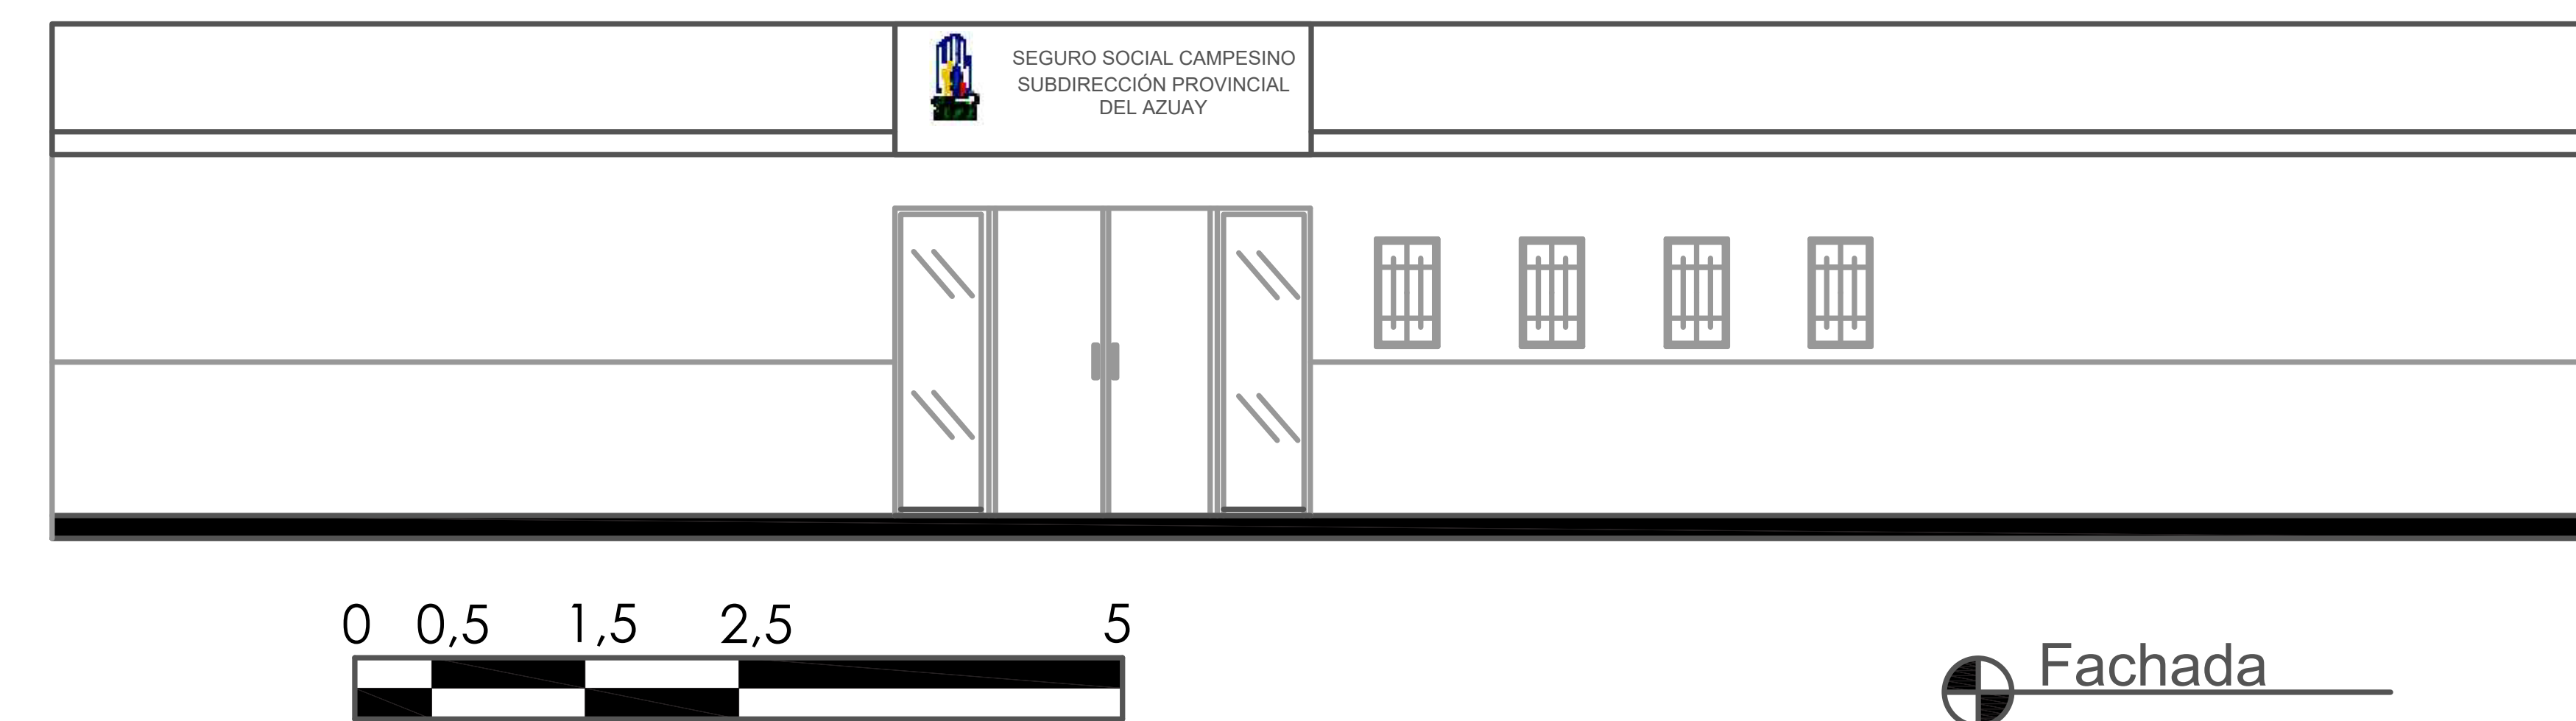 SEGURO SOCIAL CAMPESINO
SUBDIRECCIÓN PROVINCIAL
DEL AZUAY
0 0,5 1,5 2,5 5
Fachada